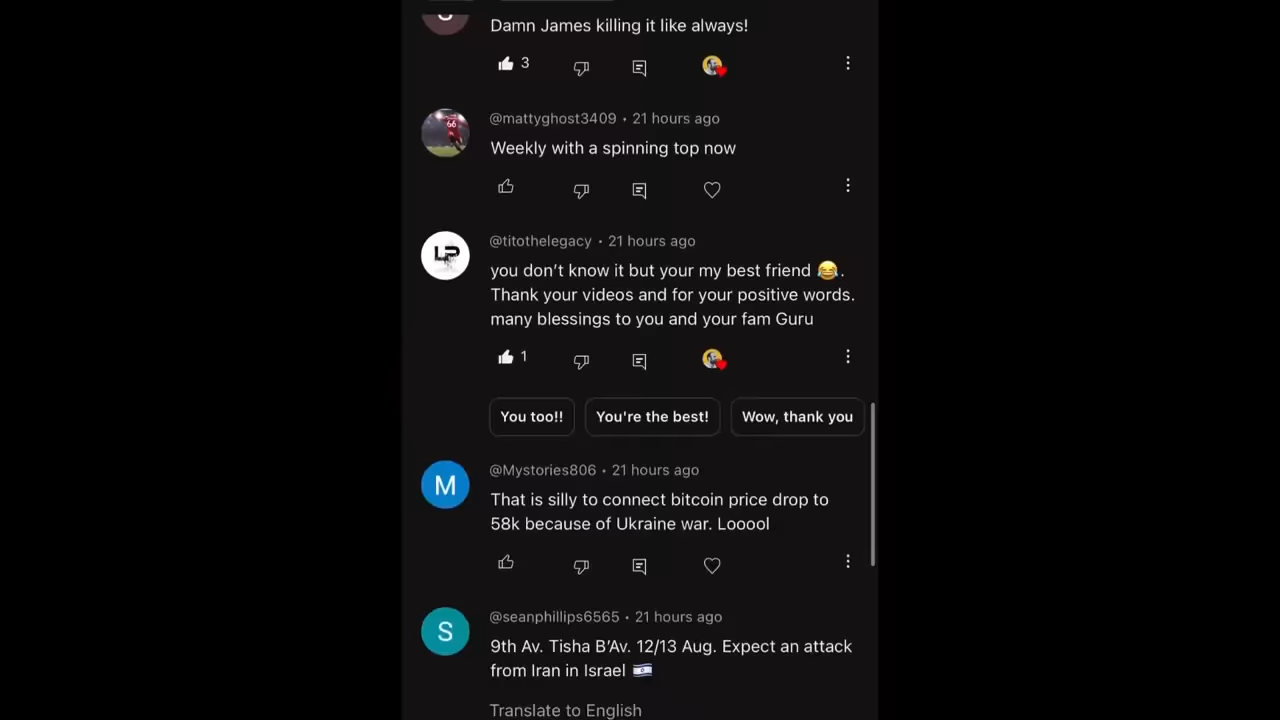 Damn James killing it like always!
3
@mattyghost3409 • 21 hours ago
66
Weekly with a spinning top now
@titothelegacy • 21 hours ago
LP
you don’t know it but your my best friend 😂.
Thank your videos and for your positive words.
many blessings to you and your fam Guru
1
You too!! You're the best! Wow, thank you
@Mystories806 • 21 hours ago
M
That is silly to connect bitcoin price drop to
58k because of Ukraine war. Looool
@seanphillips6565 • 21 hours ago
S
9th Av. Tisha B’Av. 12/13 Aug. Expect an attack
from Iran in Israel 🇮🇱
Translate to English